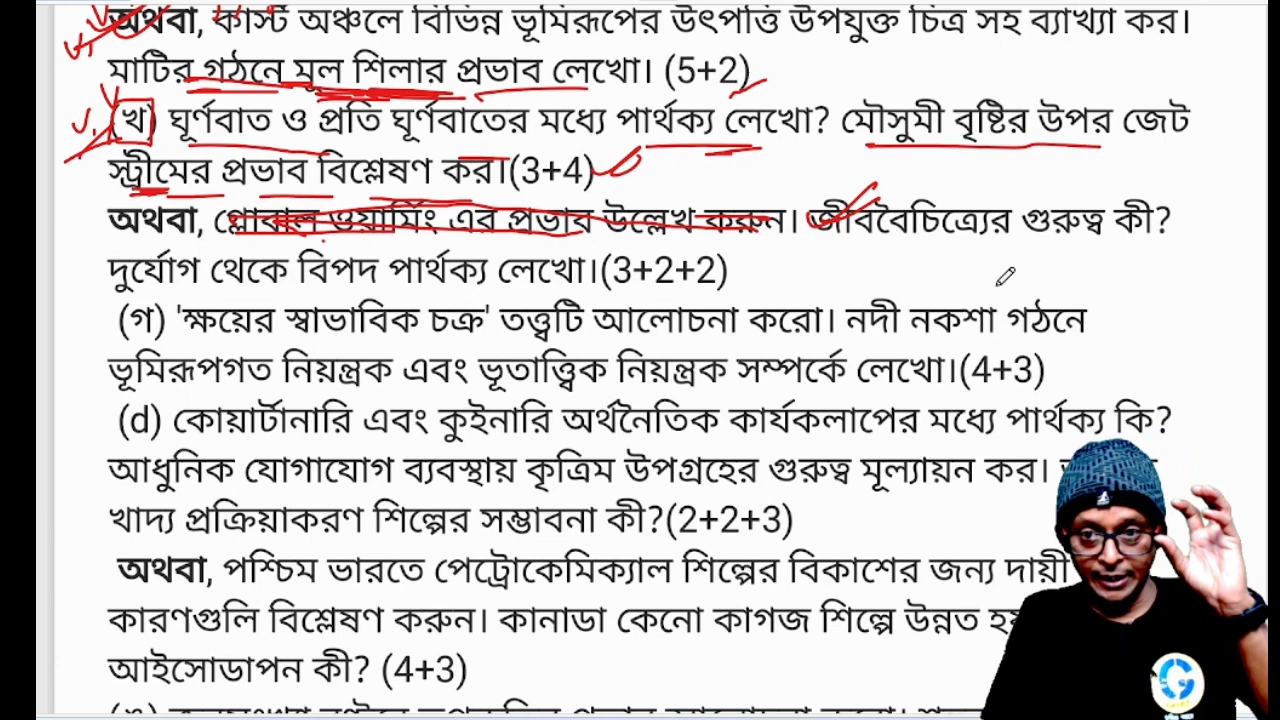 অথবা, কার্স্ট অঞ্চলে বিভিন্ন ভূমিরূপের উৎপত্তি উপযুক্ত চিত্র সহ ব্যাখ্যা কর।
মাটির গঠনে মূল শিলার প্রভাব লেখো। (5+2)
(খ) ঘূর্ণবাত ও প্রতি ঘূর্ণবাতের মধ্যে পার্থক্য লেখো? মৌসুমী বৃষ্টির উপর জেট
স্ট্রীমের প্রভাব বিশ্লেষণ কর।(3+4)
অথবা, গ্লোবাল ওয়ার্মিং এর প্রভাব উল্লেখ করুন। জীববৈচিত্র্যের গুরুত্ব কী?
দুর্যোগ থেকে বিপদ পার্থক্য লেখো।(3+2+2)
(গ) 'ক্ষয়ের স্বাভাবিক চক্র' তত্ত্বটি আলোচনা করো। নদী নকশা গঠনে
ভূমিরূপগত নিয়ন্ত্রক এবং ভূতাত্ত্বিক নিয়ন্ত্রক সম্পর্কে লেখো।(4+3)
(d) কোয়ার্টানারি এবং কুইনারি অর্থনৈতিক কার্যকলাপের মধ্যে পার্থক্য কি?
আধুনিক যোগাযোগ ব্যবস্থায় কৃত্রিম উপগ্রহের গুরুত্ব মূল্যায়ন কর।
খাদ্য প্রক্রিয়াকরণ শিল্পের সম্ভাবনা কী?(2+2+3)
অথবা, পশ্চিম ভারতে পেট্রোকেমিক্যাল শিল্পের বিকাশের জন্য দায়ী
কারণগুলি বিশ্লেষণ করুন। কানাডা কেনো কাগজ শিল্পে উন্নত
আইসোডাপন কী? (4+3)